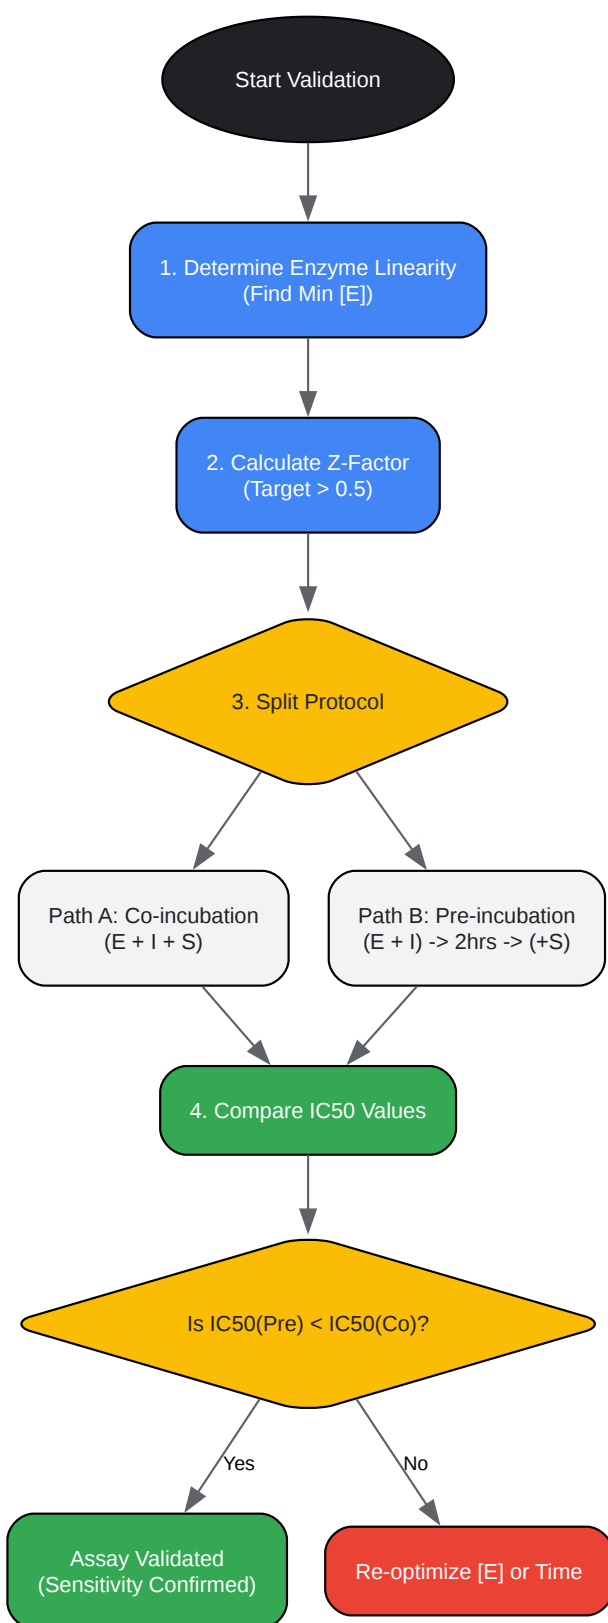 Start Validation
1. Determine Enzyme Linearity
(Find Min [E])
2. Calculate Z-Factor
(Target > 0.5)
3. Split Protocol
Path A: Co-incubation
(E + I + S)
Path B: Pre-incubation
(E + I) -> 2hrs -> (+S)
4. Compare IC50 Values
Is IC50(Pre) < IC50(Co)?
Yes
No
Assay Validated
(Sensitivity Confirmed)
Re-optimize [E] or Time